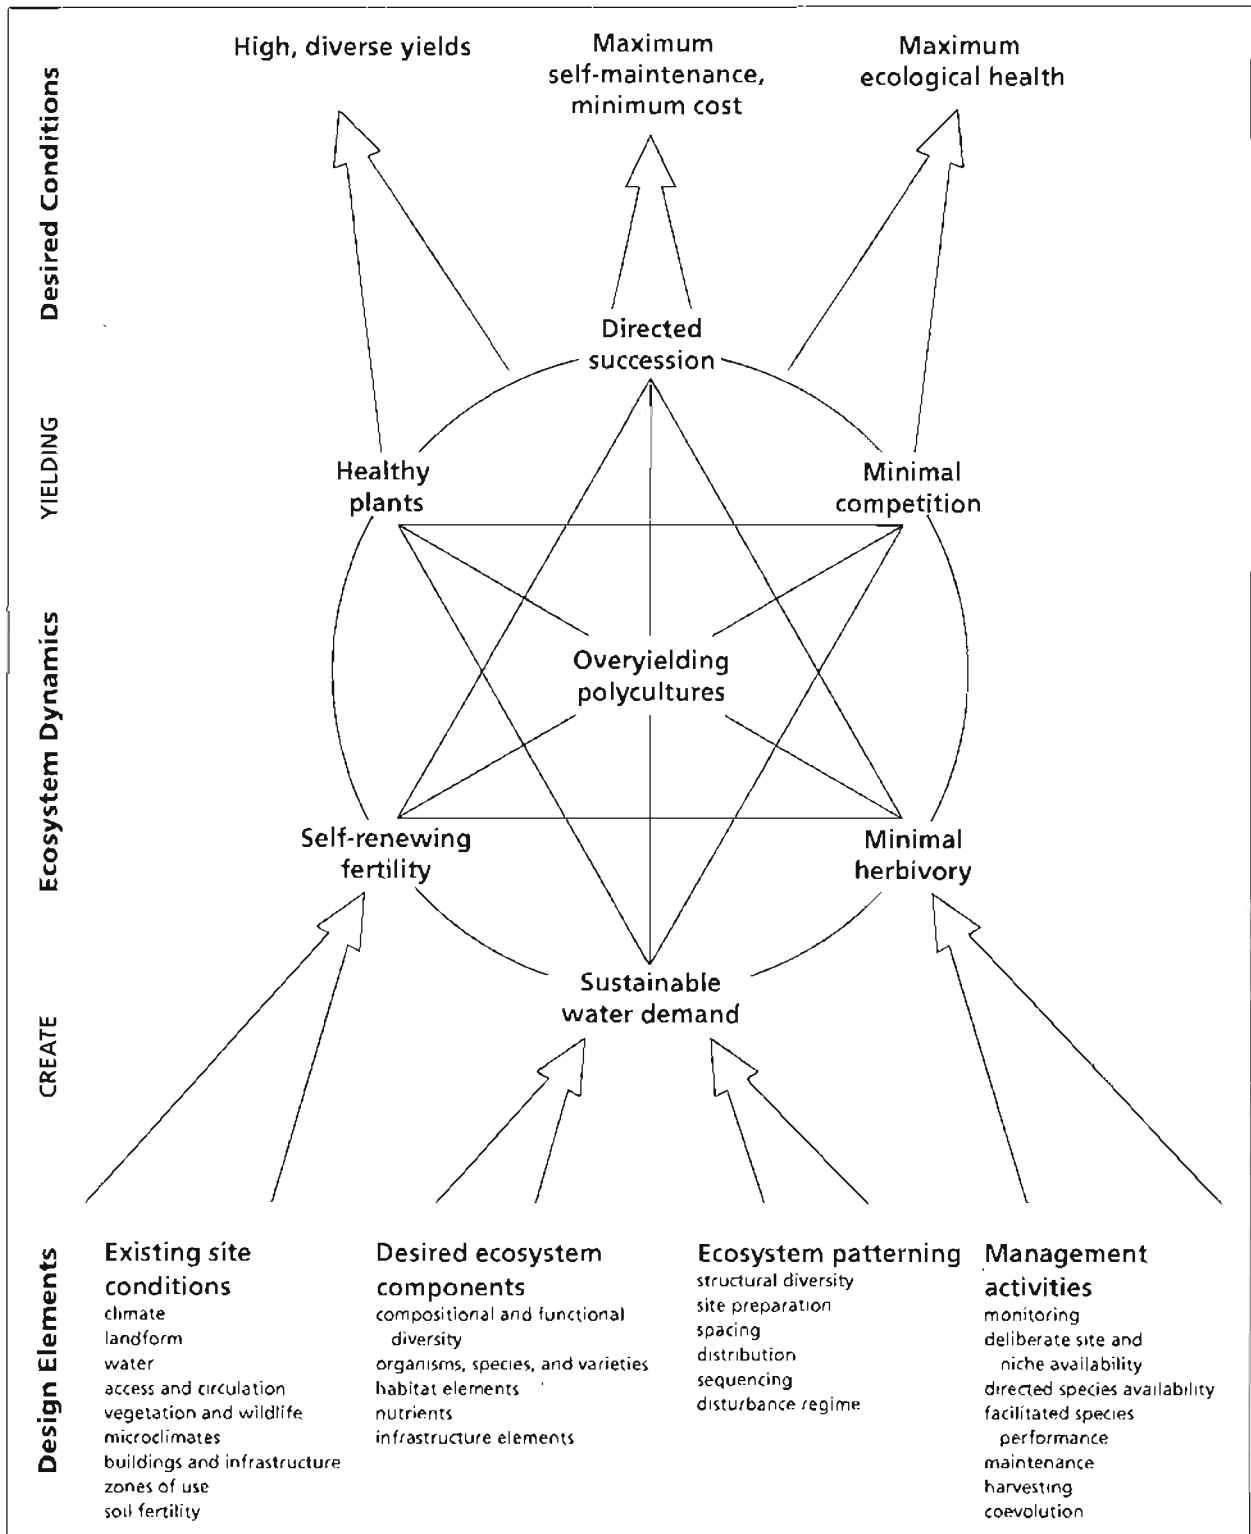 High, diverse yields
Maximum
self-maintenance,
minimum cost
Maximum
ecological health
Desired Conditions
Directed
succession
YIELDING
Healthy
plants
Minimal
competition
Ecosystem Dynamics
Overyielding
polycultures
Self-renewing
fertility
Minimal
herbivory
Sustainable
water demand
CREATE
Design Elements
Existing site
conditions
climate
landform
water
access and circulation
vegetation and wildlife
microclimates
buildings and infrastructure
zones of use
soil fertility
Desired ecosystem
components
compositional and functional
diversity
organisms, species, and varieties
habitat elements
nutrients
infrastructure elements
Ecosystem patterning
structural diversity
site preparation
spacing
distribution
sequencing
disturbance regime
Management
activities
monitoring
deliberate site and
niche availability
directed species availability
facilitated species
performance
maintenance
harvesting
coevolution